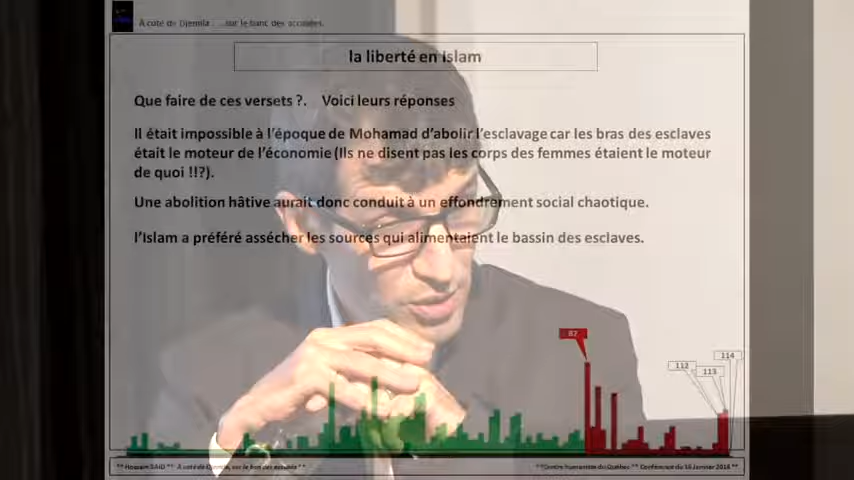 A coté de Djemila ... sur le banc des accusées.
la liberté en Islam
Que faire de ces versets ?. Voici leurs réponses
Il était impossible à l'époque de Mohamad d'abolir l'esclavage car les bras des esclaves
était le moteur de l'économie (Ils ne disent pas les corps des femmes étaient le moteur
de quoi !!?).
Une abolition hâtive aurait donc conduit à un effondrement social chaotique.
l'Islam a préféré assécher les sources qui alimentaient le bassin des esclaves.
87
114
112
113
** Hossam SAID ** A coté de Djemila, sur le banc des accusés **
**Centre humaniste du Québec ** Conférence du 16 Janvier 2016 **